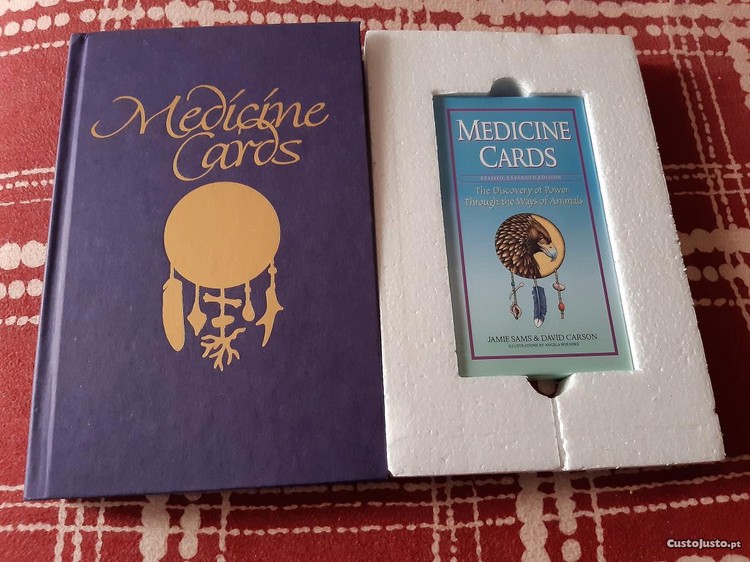 Medicine
Cards
MEDICINE
CARDS
REVISED, EXPANDED EDITION
The Discovery of Power
Through the Ways of Animals
JAMIE SAMS & DAVID CARSON
ILLUSTRATIONS BY ANGELA WERNEKE
CustoJusto.pt